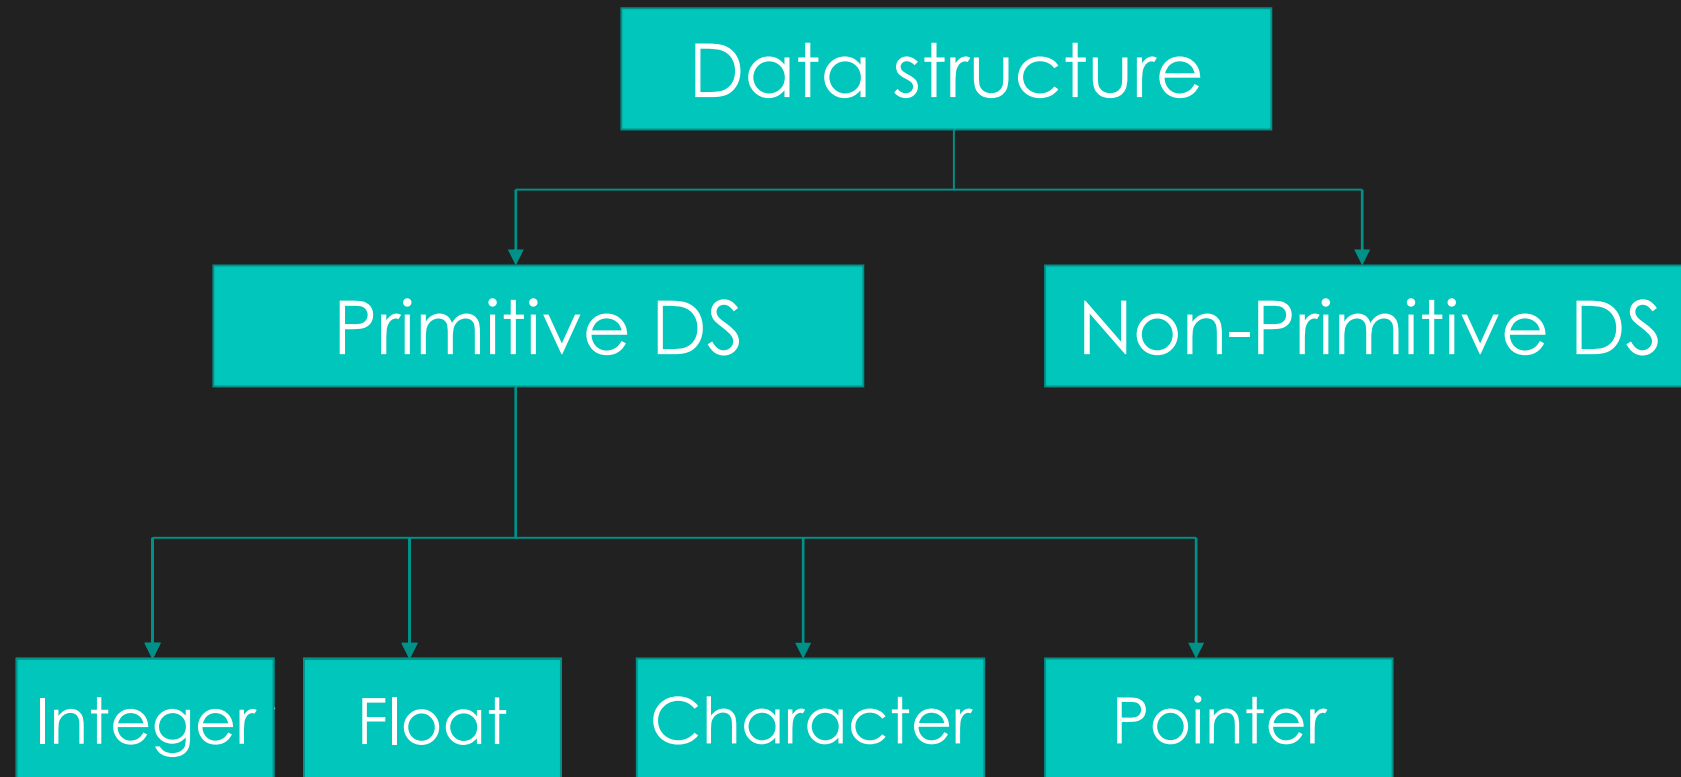 Data structure
Primitive DS
Non-Primitive DS
Integer
Float
Character
Pointer